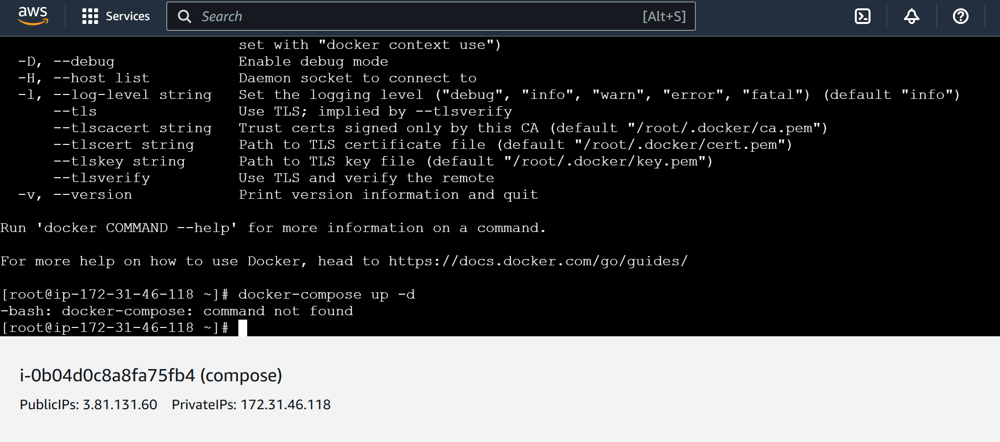 aws
Services
Search
[Alt+S]
set with "docker context use")
-D, --debug Enable debug mode
-H, --host list Daemon socket to connect to
-l, --log-level string Set the logging level ("debug", "info", "warn", "error", "fatal") (default "info")
--tls Use TLS; implied by --tlsverify
--tlscacert string Trust certs signed only by this CA (default "/root/.docker/ca.pem")
--tlscert string Path to TLS certificate file (default "/root/.docker/cert.pem")
--tlskey string Path to TLS key file (default "/root/.docker/key.pem")
--tlsverify Use TLS and verify the remote
-v, --version Print version information and quit
Run 'docker COMMAND --help' for more information on a command.
For more help on how to use Docker, head to https://docs.docker.com/go/guides/
[root@ip-172-31-46-118 ~]# docker-compose up -d
-bash: docker-compose: command not found
[root@ip-172-31-46-118 ~]#
i-0b04d0c8a8fa75fb4 (compose)
PublicIPs: 3.81.131.60 PrivateIPs: 172.31.46.118